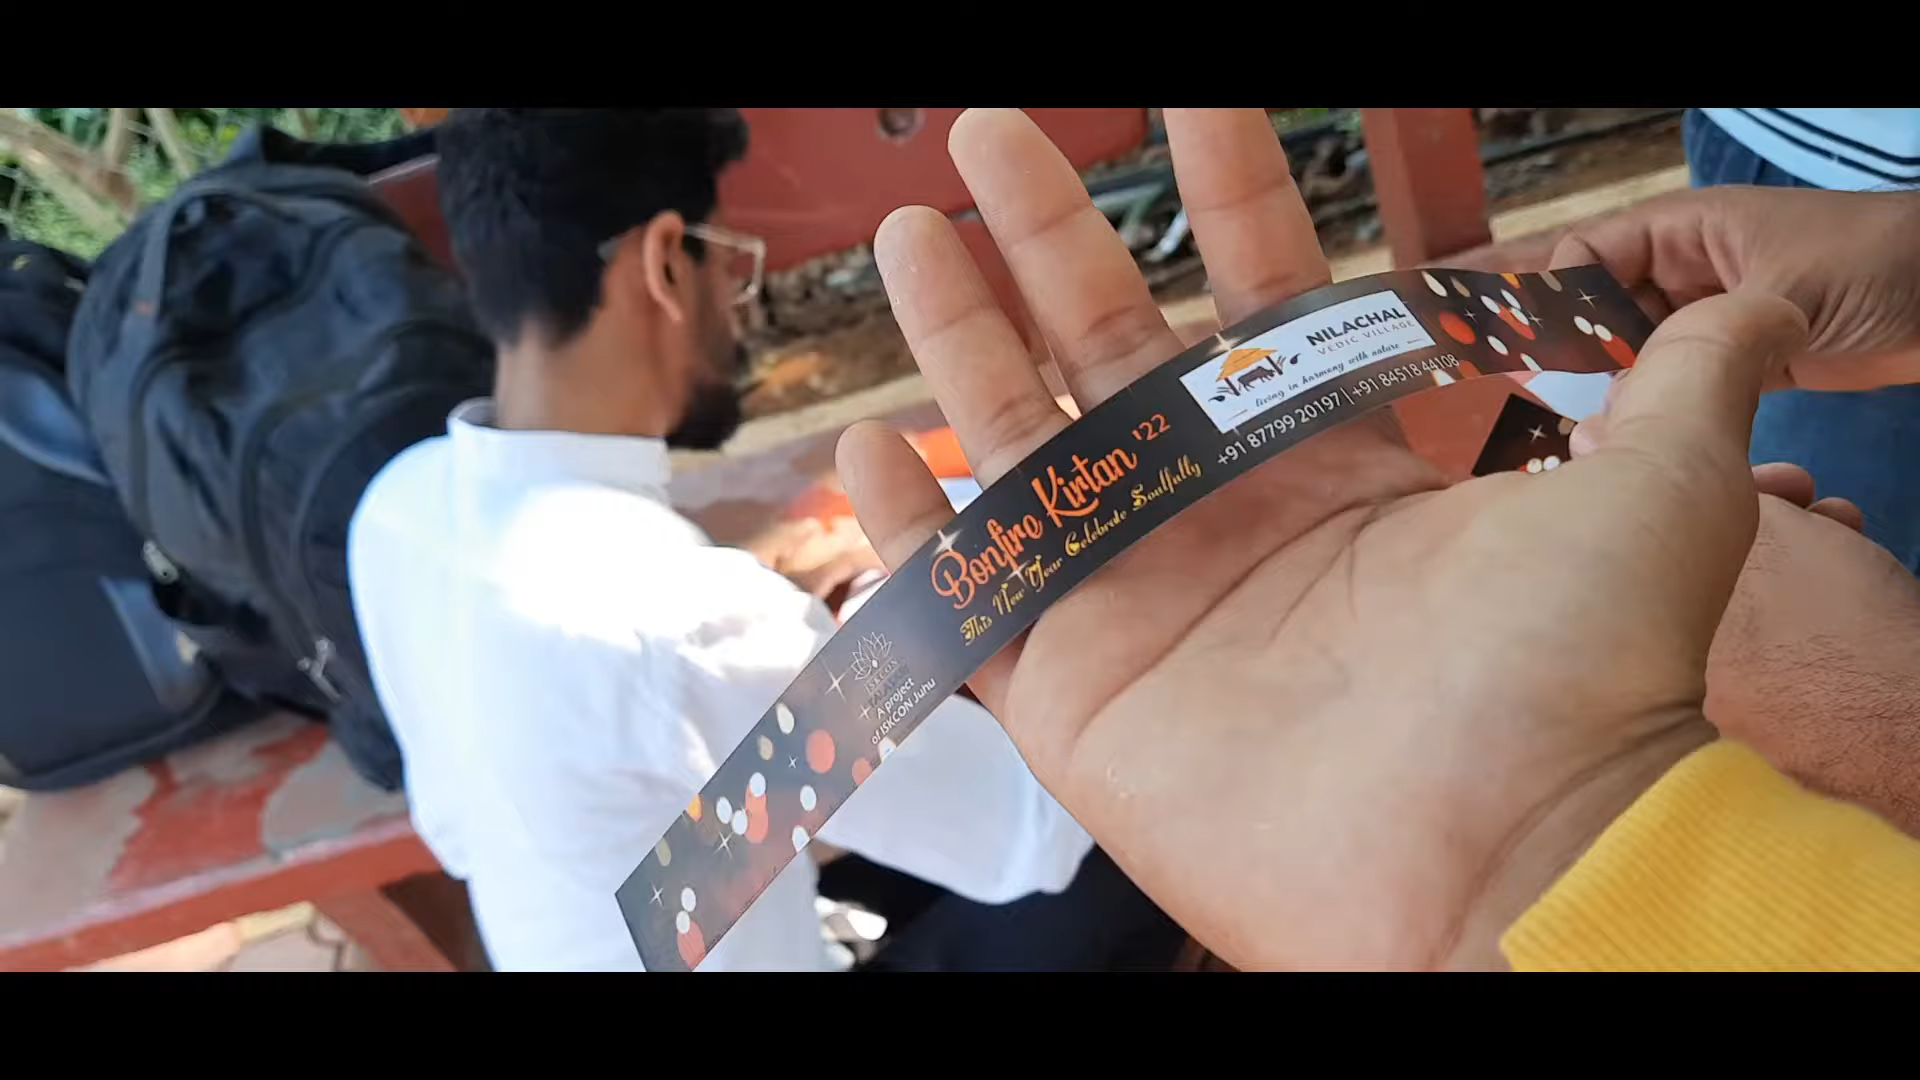 Bonfire Kirtan '22
This New Year Celebrate Soulfully
ISKCON
A project
of ISKCON Juhu
NILACHAL
VEDIC VILLAGE
living in harmony with nature
+91 87799 20197 | +91 84518 44108